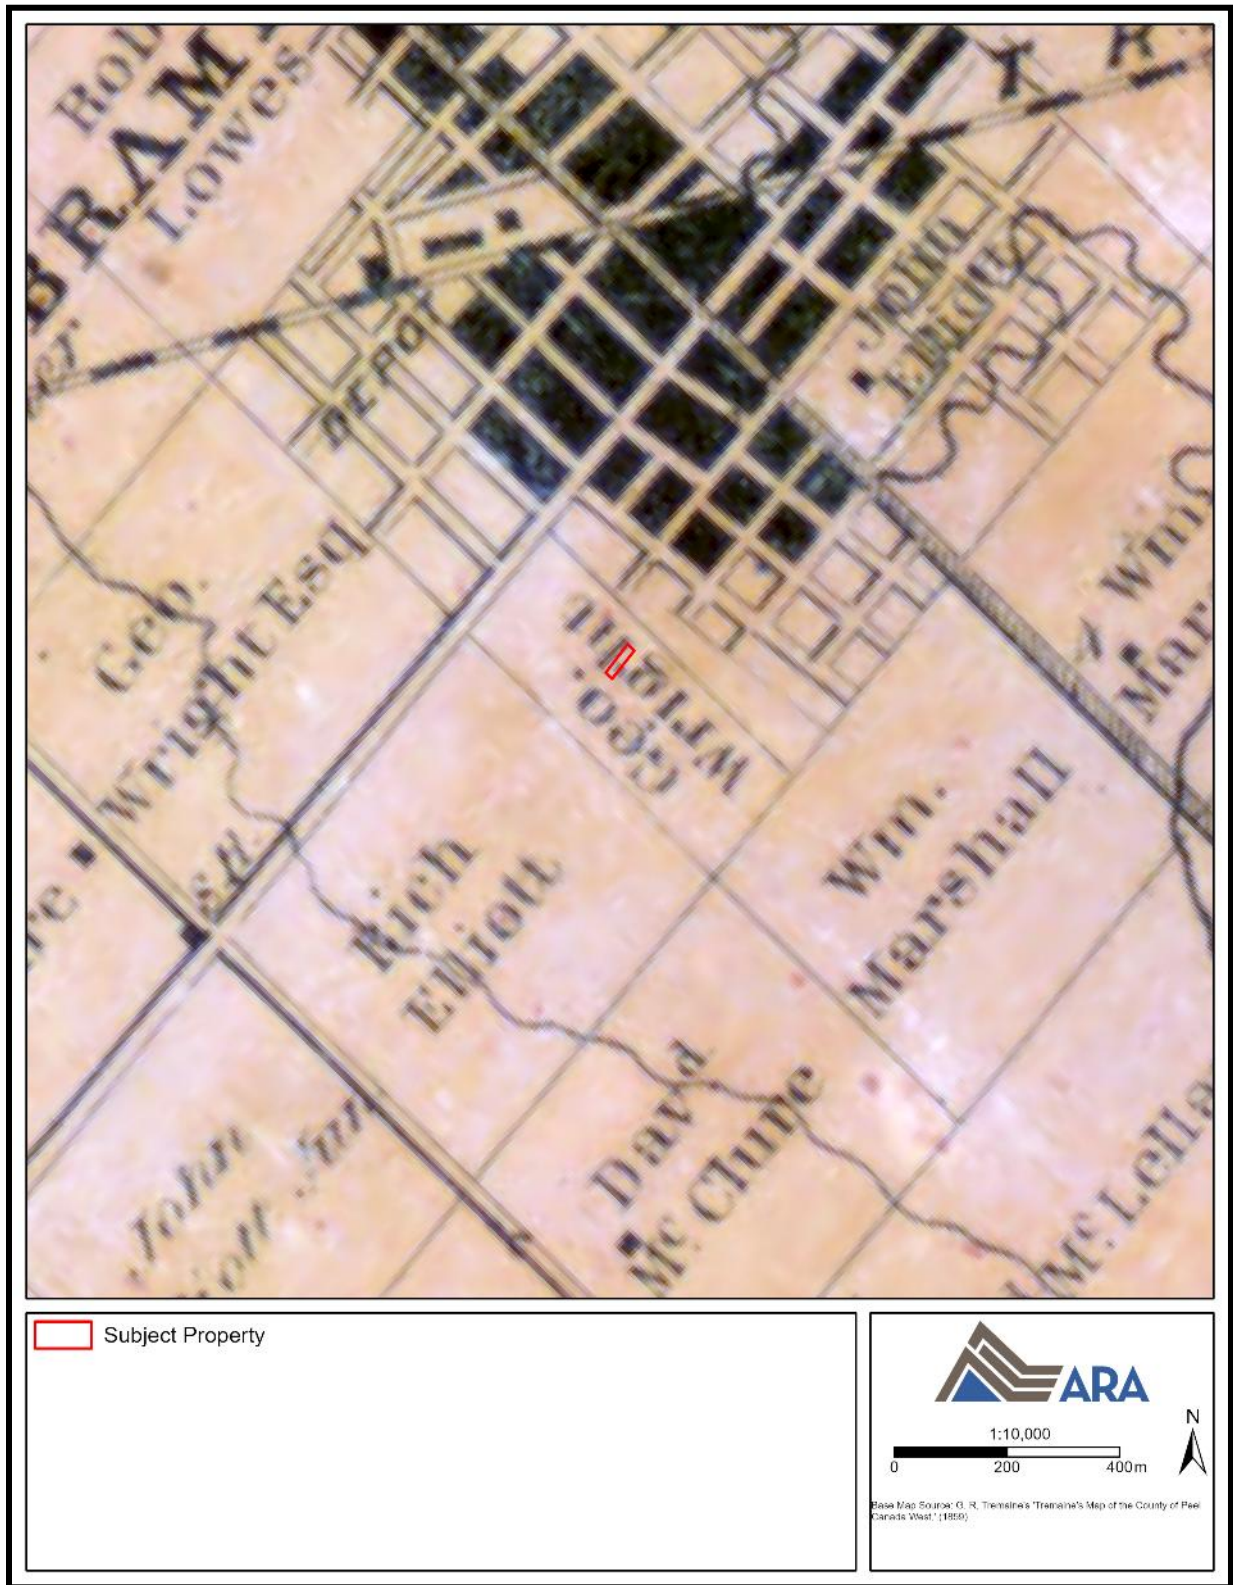 Lowes
BRAM
T R
DEPOT
John
Elliott
Geo.
Wright Esq
Geo.
Wright
Wm.
Mar
S.H.
Rich
Elliott
Wm.
Marshall
David
McClure
John
McLella
Subject Property
ARA
N
1:10,000
0 200 400m
Base Map Source: G. R. Tremaine's 'Tremaine's Map of the County of Peel
Canada West,' (1859)